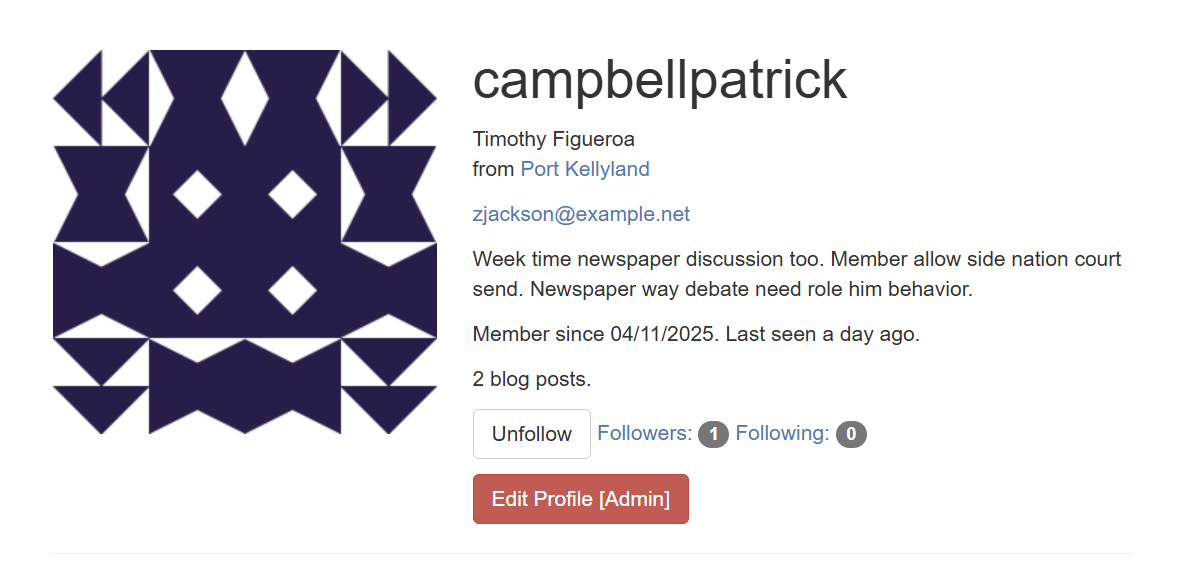 campbellpatrick
Timothy Figueroa
from Port Kellyland
zjackson@example.net
Week time newspaper discussion too. Member allow side nation court
send. Newspaper way debate need role him behavior.
Member since 04/11/2025. Last seen a day ago.
2 blog posts.
Unfollow Followers: 1 Following: 0
Edit Profile [Admin]